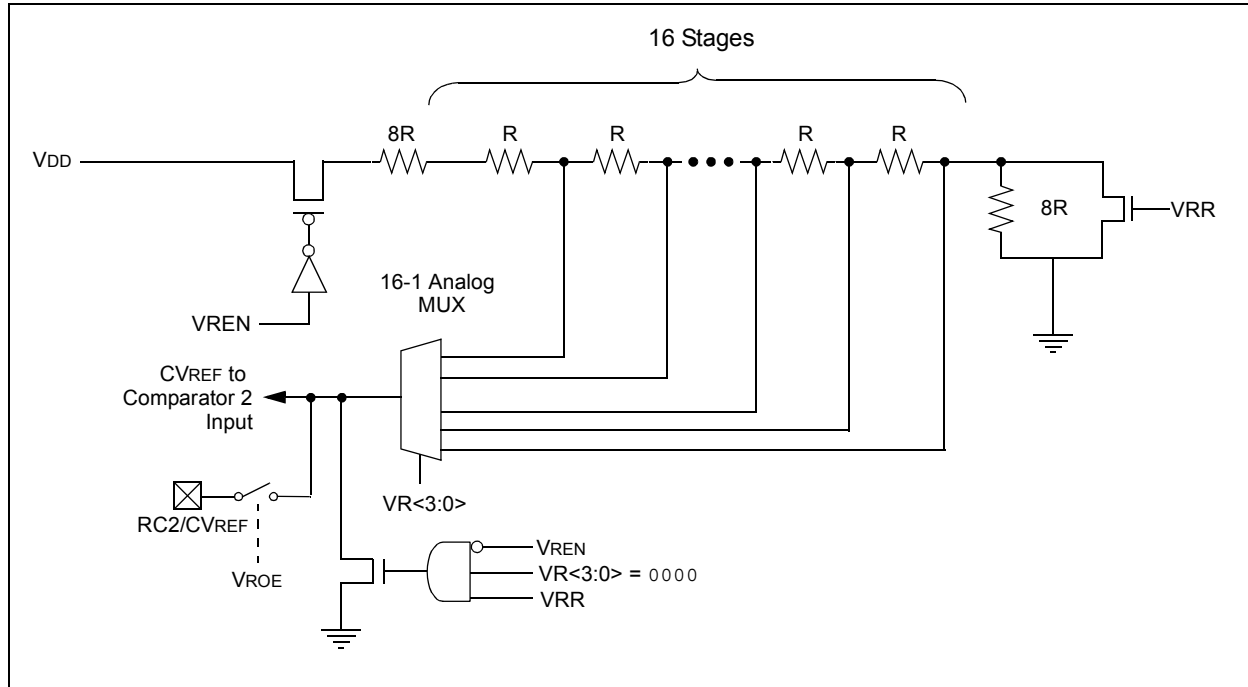 16 Stages
8R
R
R
R
R
VDD
8R
VRR
16-1 Analog
MUX
VREN
CVREF to
Comparator 2
Input
VR<3:0>
RC2/CVREF
VROE
VREN
VR<3:0> = 0000
VRR